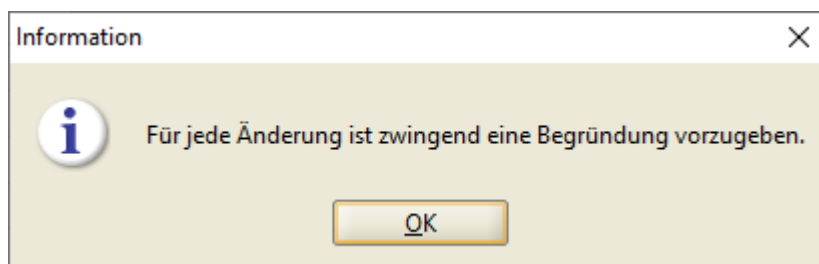 Information
Für jede Änderung ist zwingend eine Begründung vorzugeben.
OK